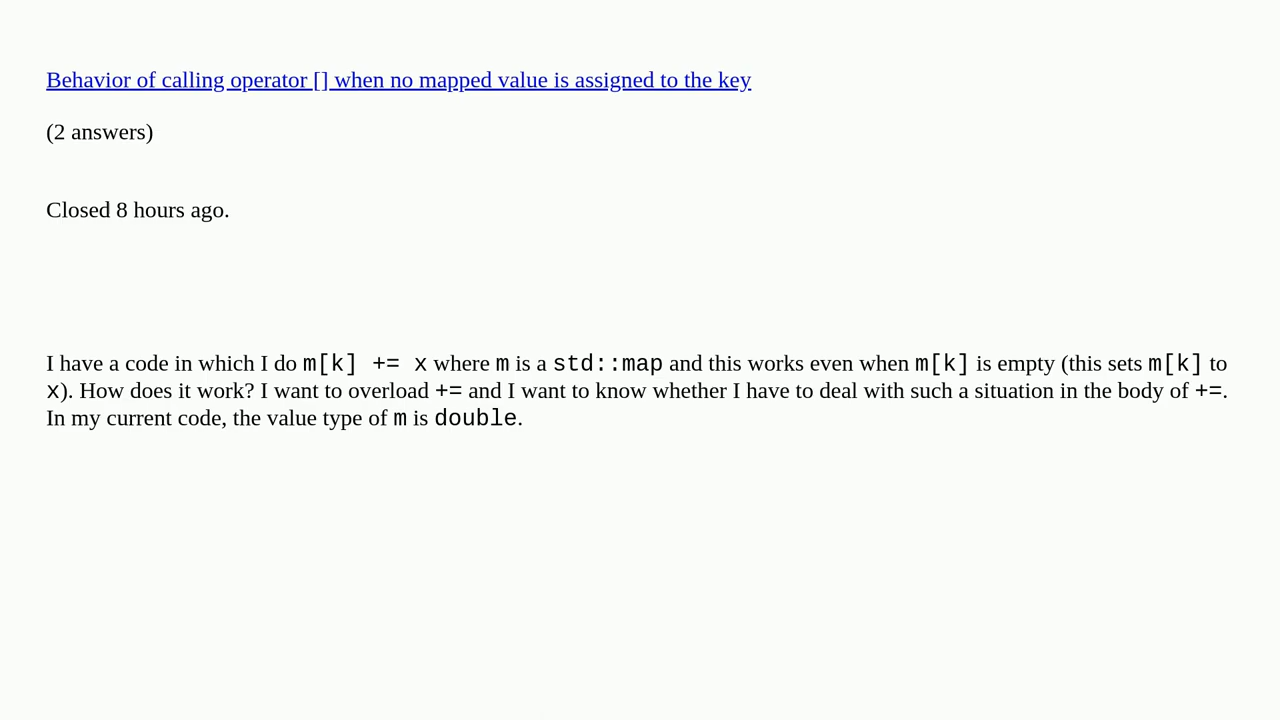 Behavior of calling operator [] when no mapped value is assigned to the key
(2 answers)
Closed 8 hours ago.
I have a code in which I do m[k] += x where m is a std::map and this works even when m[k] is empty (this sets m[k] to
x). How does it work? I want to overload += and I want to know whether I have to deal with such a situation in the body of +=.
In my current code, the value type of m is double.